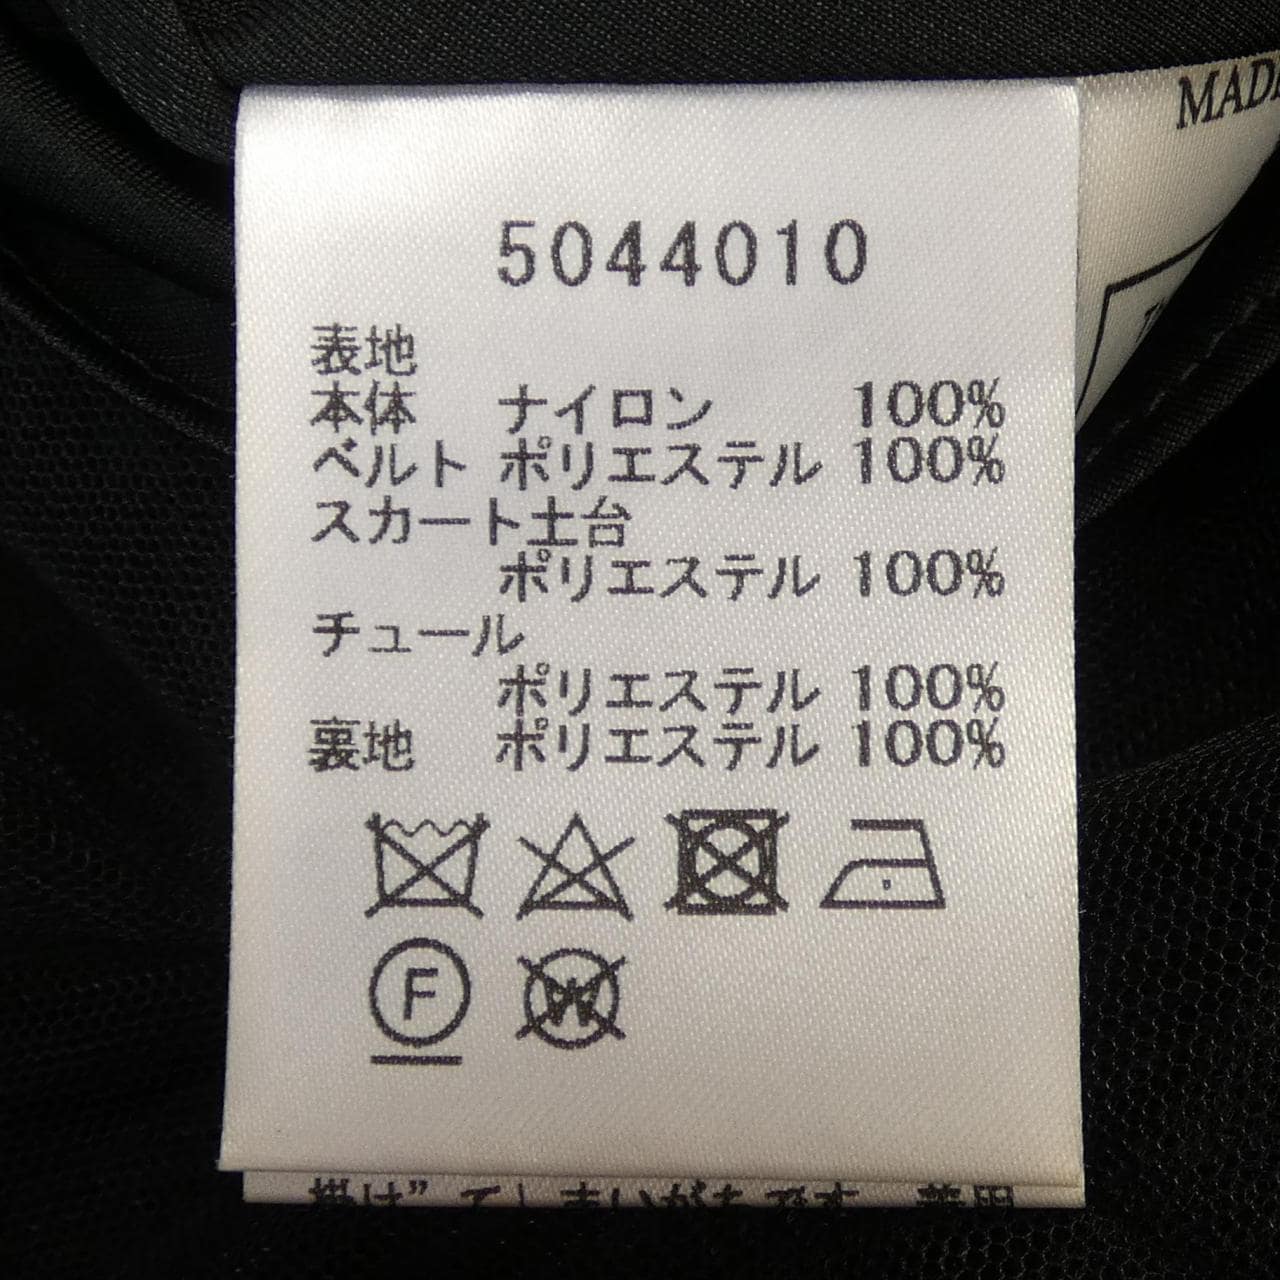 MADE
5044010
表地
本体 ナイロン 100%
ベルト ポリエステル 100%
スカート土台
ポリエステル 100%
チュール
ポリエステル 100%
裏地 ポリエステル 100%
F
W